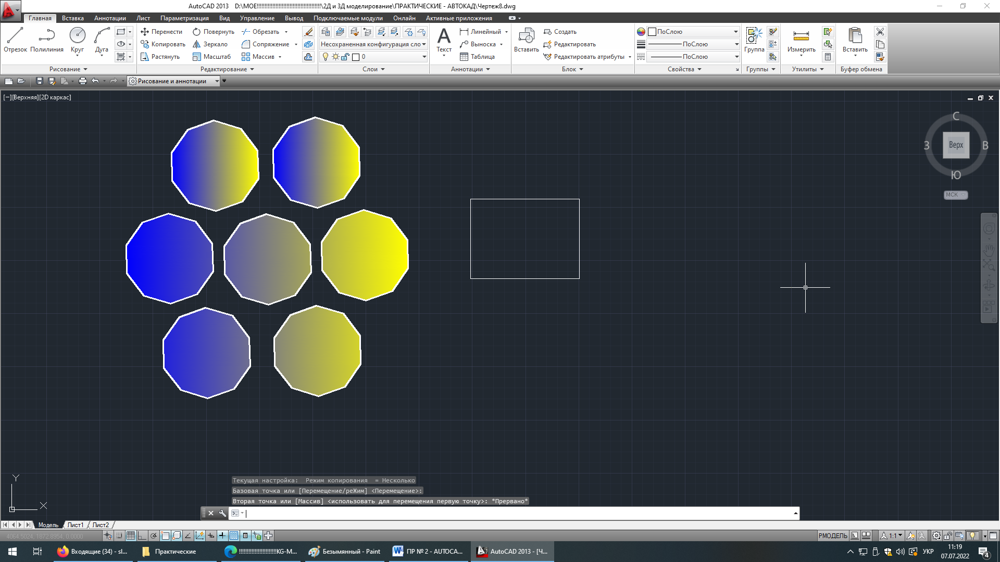 AutoCAD 2013 D:\МОЕ!!!!!!!!!!!!!!!!!!!!!!!!!!!!!!!!!!!!!!!!\2Д и 3Д моделирование\ПРАКТИЧЕСКИЕ - АВТОКАД\Чертеж8.dwg
Главная Вставка Аннотации Лист Параметризация Вид Управление Вывод Подключаемые модули Онлайн Активные приложения
Отрезок Полилиния Круг Дуга
Перенести Повернуть Обрезать
Копировать Зеркало Сопряжение
Растянуть Масштаб Массив
Несохраненная конфигурация сло
0
Текст
Линейный
Выноска
Таблица
Вставить
Создать
Редактировать
Редактировать атрибуты
ПоСлою
ПоСлою
ПоСлою
Группа
Измерить
Вставить
Рисование Редактирование Слои Аннотации Блок Свойства Группы Утилиты Буфер обмена
Рисование и аннотации
[−][Верхняя][2D каркас]
С
З Верх В
Ю
МСК
Текущая настройка: Режим копирования = Несколько
Базовая точка или [Перемещение/реЖим] <Перемещение>:
Вторая точка или [Массив] <использовать для перемещения первую точку>: *Прервано*
Y
X
Модель Лист1 Лист2
4064.5024, 1872.8954, 0.0000
РМОДЕЛЬ 1:1
Входящие (34) - sl...
Практические
!!!!!!!!!!!!!!!!!!!!!!!!!KG-M...
Безымянный - Paint
ПР № 2 - AUTOCA...
AutoCAD 2013 - [Ч...
УКР
11:19
07.07.2022
4